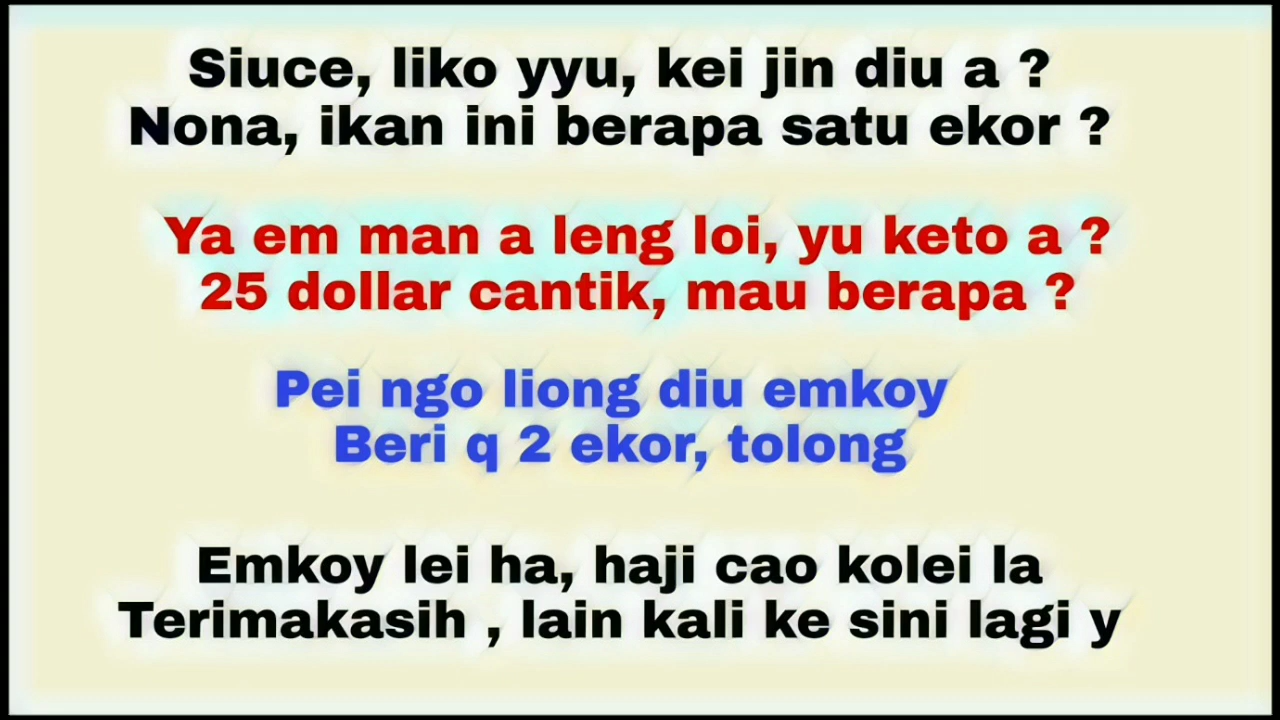 Siuce, liko yyu, kei jin diu a ?
Nona, ikan ini berapa satu ekor ?
Ya em man a leng loi, yu keto a ?
25 dollar cantik, mau berapa ?
Pei ngo liong diu emkoy
Beri q 2 ekor, tolong
Emkoy lei ha, haji cao kolei la
Terimakasih , lain kali ke sini lagi y